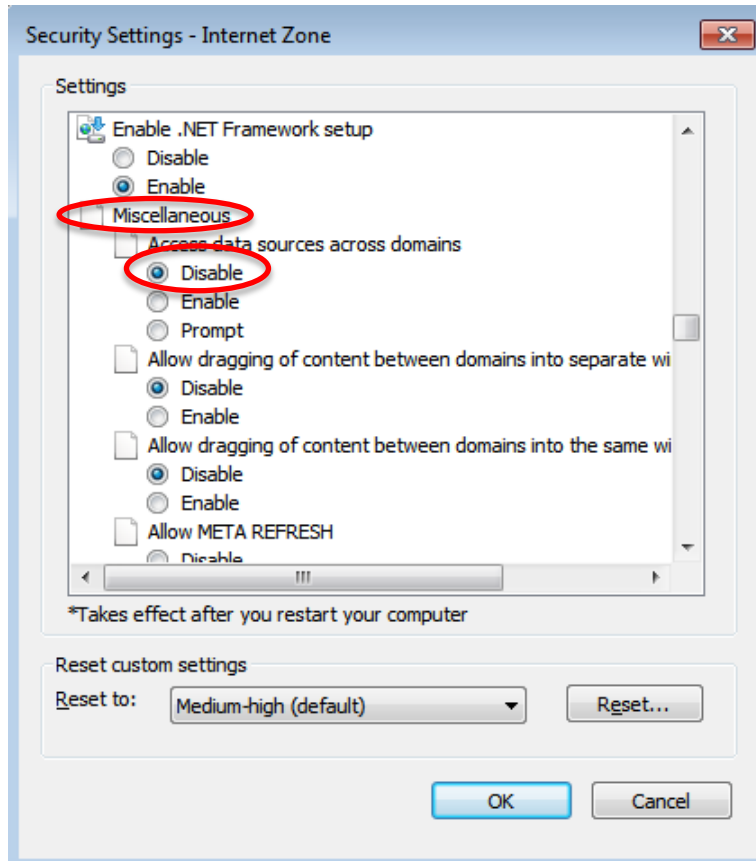 Security Settings - Internet Zone
Settings
Enable .NET Framework setup
Disable
Enable
Miscellaneous
Access data sources across domains
Disable
Enable
Prompt
Allow dragging of content between domains into separate wi
Disable
Enable
Allow dragging of content between domains into the same wi
Disable
Enable
Allow META REFRESH
Disable
*Takes effect after you restart your computer
Reset custom settings
Reset to: Medium-high (default) Reset...
OK Cancel